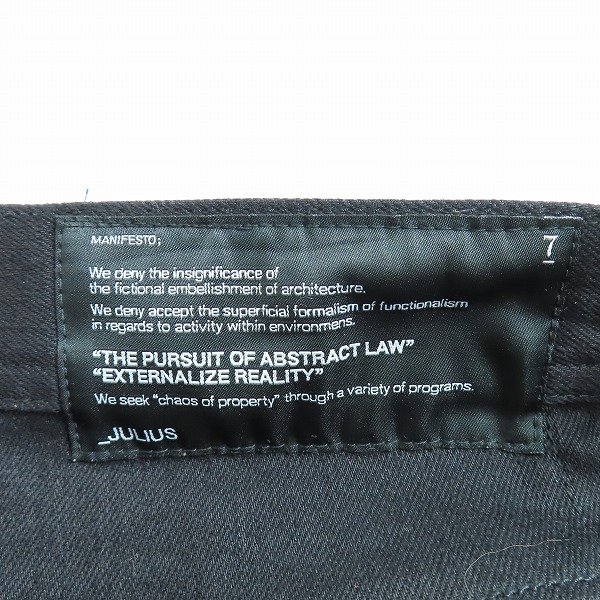 MANIFESTO;
7
We deny the insignificance of
the fictional embellishment of architecture.
We deny accept the superficial formalism of functionalism
in regards to activity within environmens.
"THE PURSUIT OF ABSTRACT LAW"
"EXTERNALIZE REALITY"
We seek "chaos of property" through a variety of programs.
_JULIUS